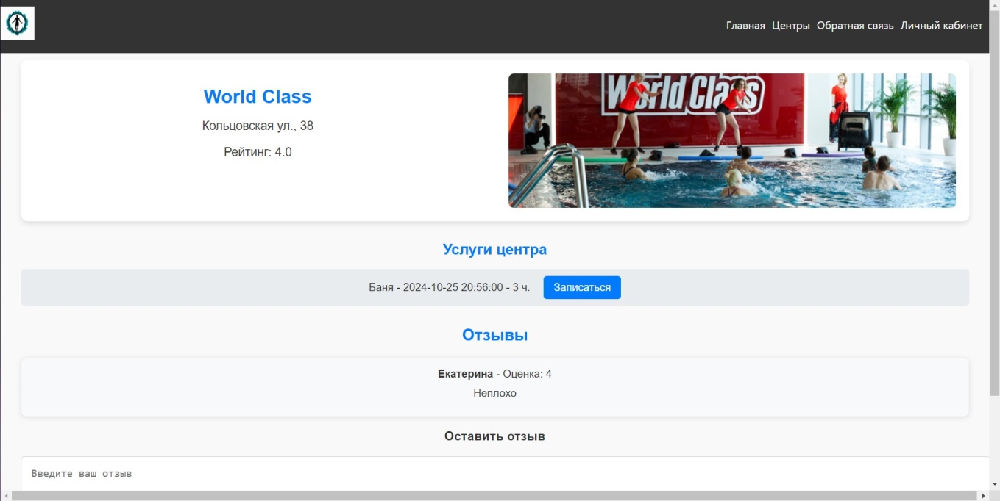 Главная Центры Обратная связь Личный кабинет
World Class
Кольцовская ул., 38
Рейтинг: 4.0
World Class
Услуги центра
Баня - 2024-10-25 20:56:00 - 3 ч. Записаться
Отзывы
Екатерина - Оценка: 4
Неплохо
Оставить отзыв
Введите ваш отзыв